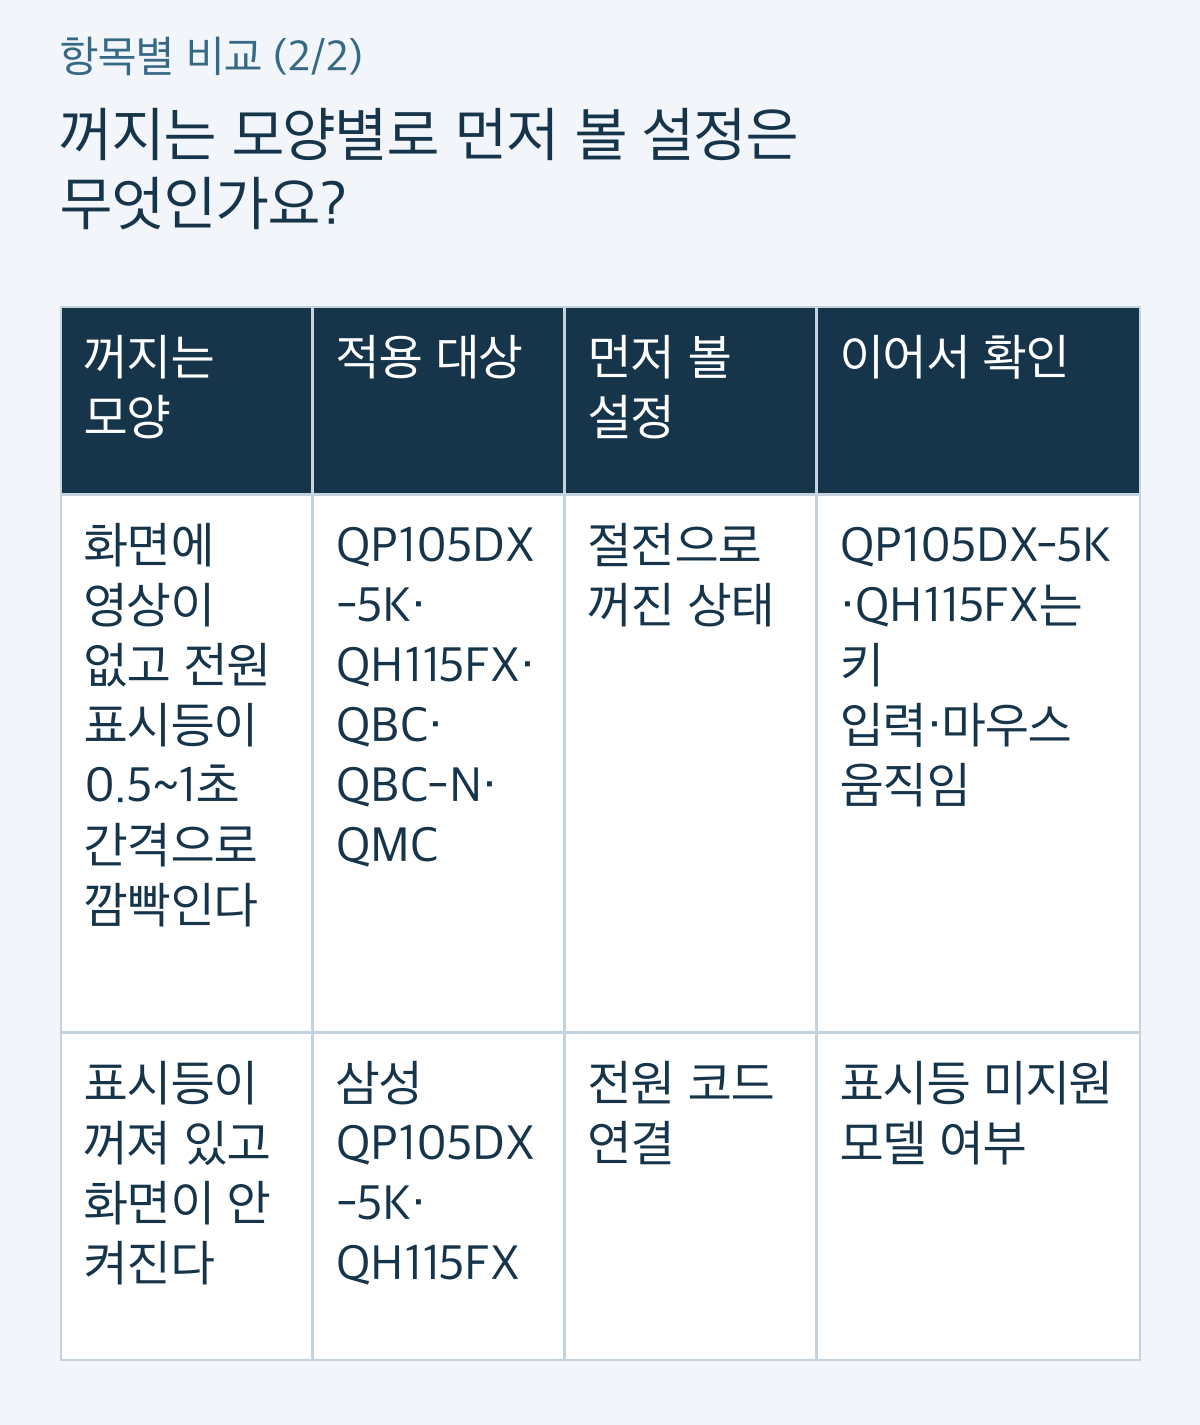 항목별 비교 (2/2)
꺼지는 모양별로 먼저 볼 설정은
무엇인가요?
꺼지는
모양
적용 대상
먼저 볼
설정
이어서 확인
화면에
영상이
없고 전원
표시등이
0.5~1초
간격으로
깜빡인다
QP105DX
-5K·
QH115FX·
QBC·
QBC-N·
QMC
절전으로
꺼진 상태
QP105DX-5K
·QH115FX는
키
입력·마우스
움직임
표시등이
꺼져 있고
화면이 안
켜진다
삼성
QP105DX
-5K·
QH115FX
전원 코드
연결
표시등 미지원
모델 여부